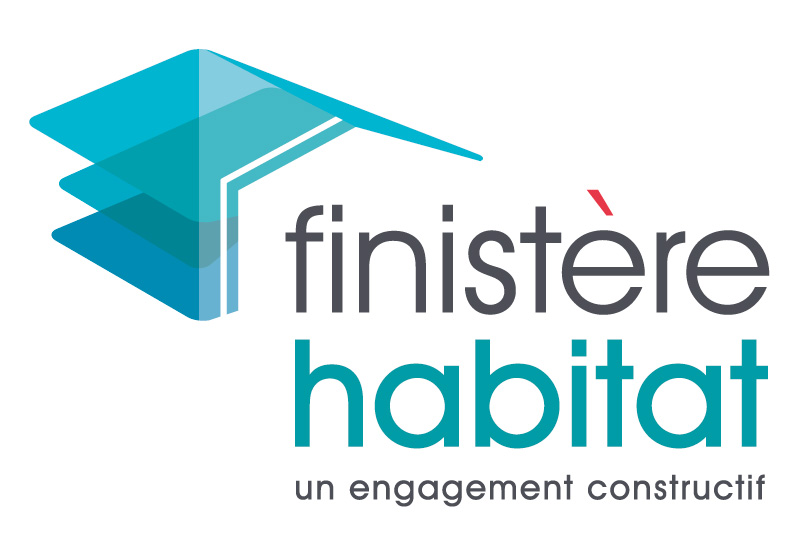 finistère
habitat
un engagement constructif